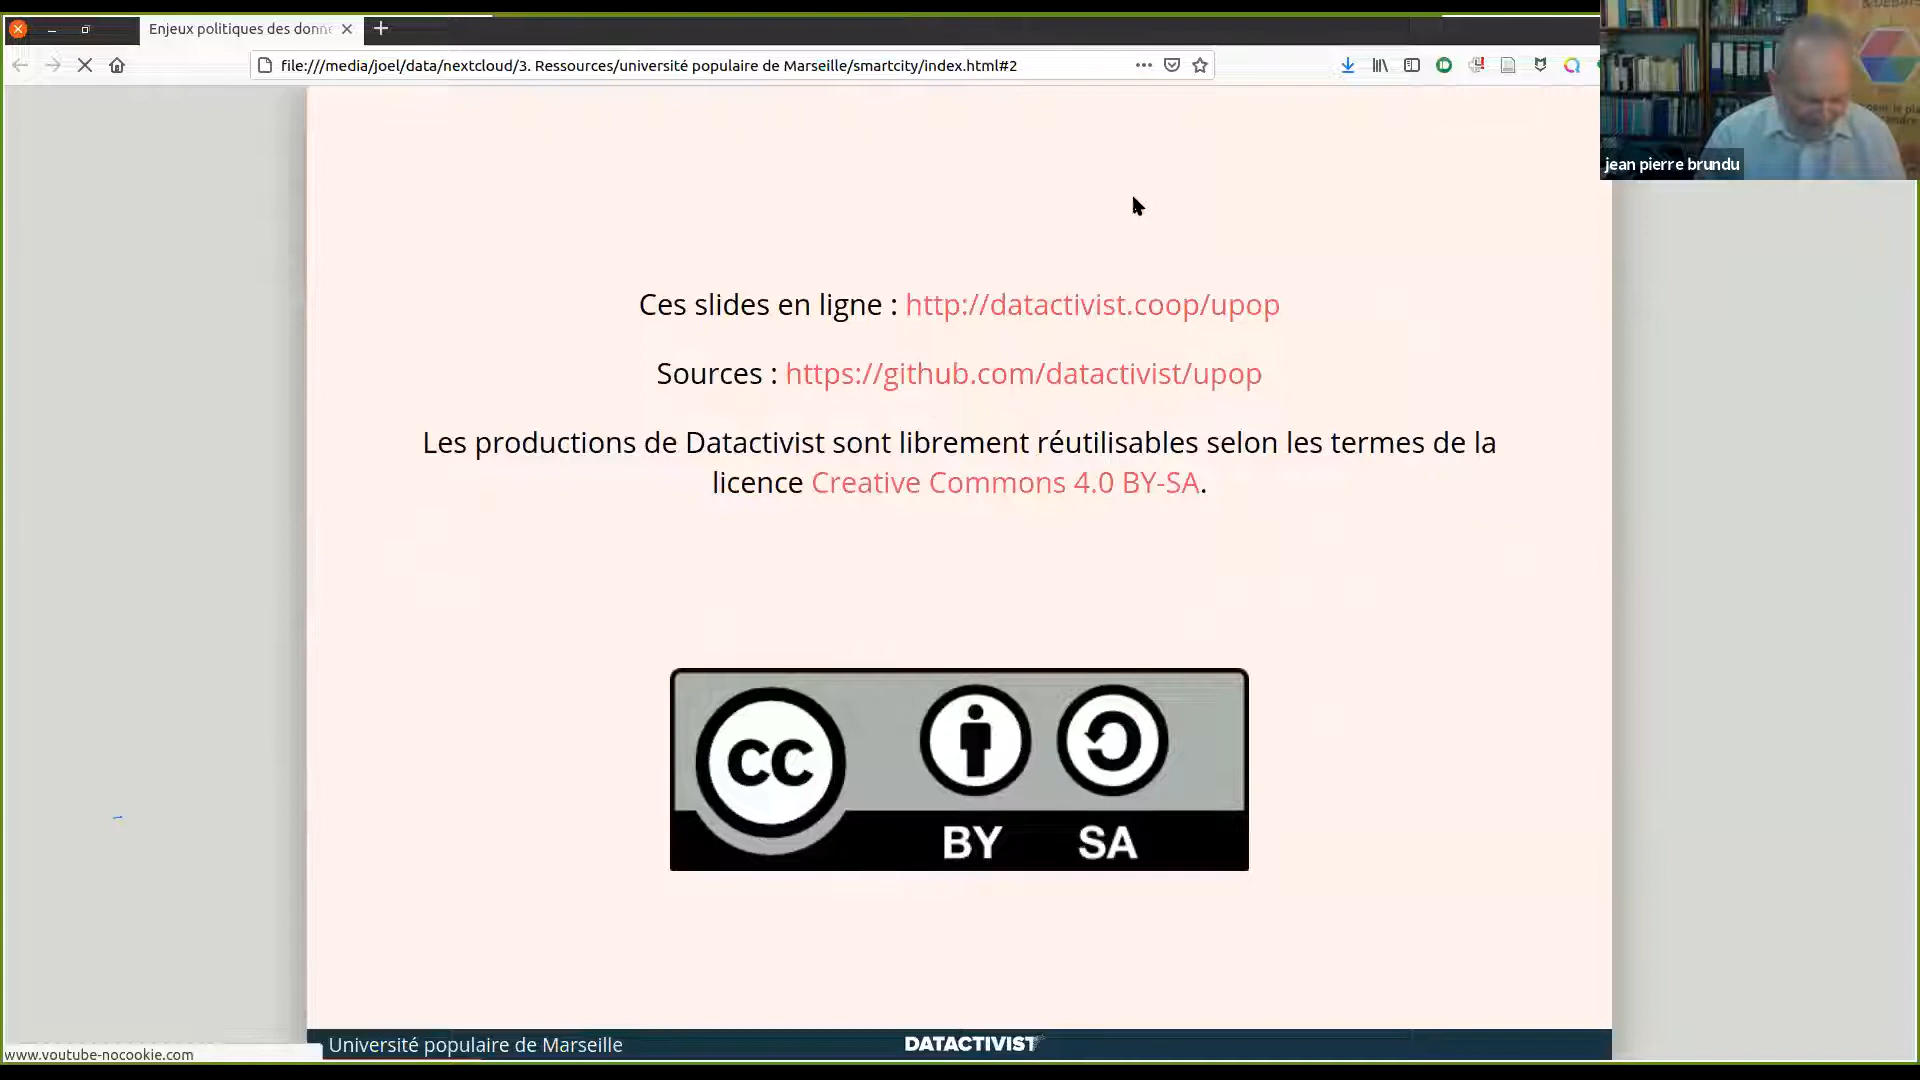 Enjeux politiques des donn
file:///media/joel/data/nextcloud/3. Ressources/université populaire de Marseille/smartcity/index.html#2
jean pierre brundu
Ces slides en ligne : http://datactivist.coop/upop
Sources : https://github.com/datactivist/upop
Les productions de Datactivist sont librement réutilisables selon les termes de la
licence Creative Commons 4.0 BY-SA.
cc
BY SA
Université populaire de Marseille
DATACTIVIST
www.youtube-nocookie.com